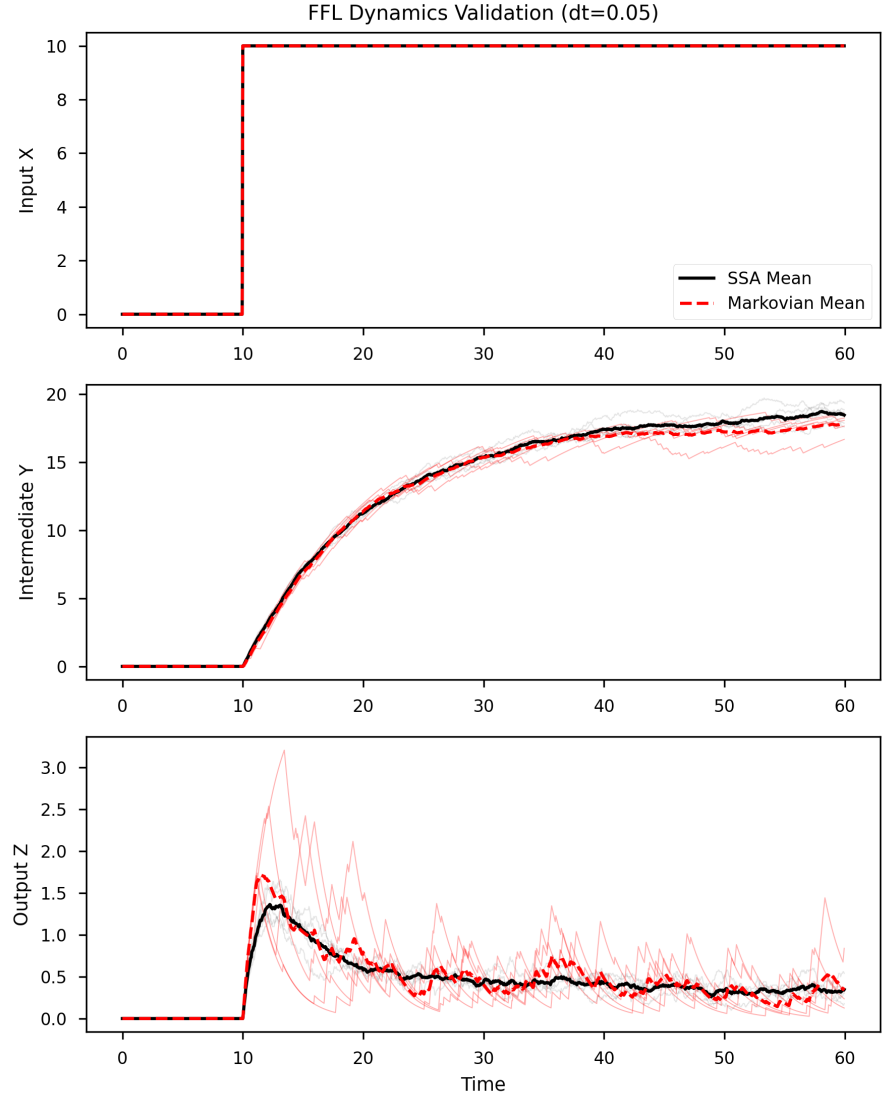 FFL Dynamics Validation (dt=0.05)
10
8
6
4
2
0
Input X
SSA Mean
Markovian Mean
0 10 20 30 40 50 60
20
15
10
5
0
Intermediate Y
0 10 20 30 40 50 60
3.0
2.5
2.0
1.5
1.0
0.5
0.0
Output Z
0 10 20 30 40 50 60
Time